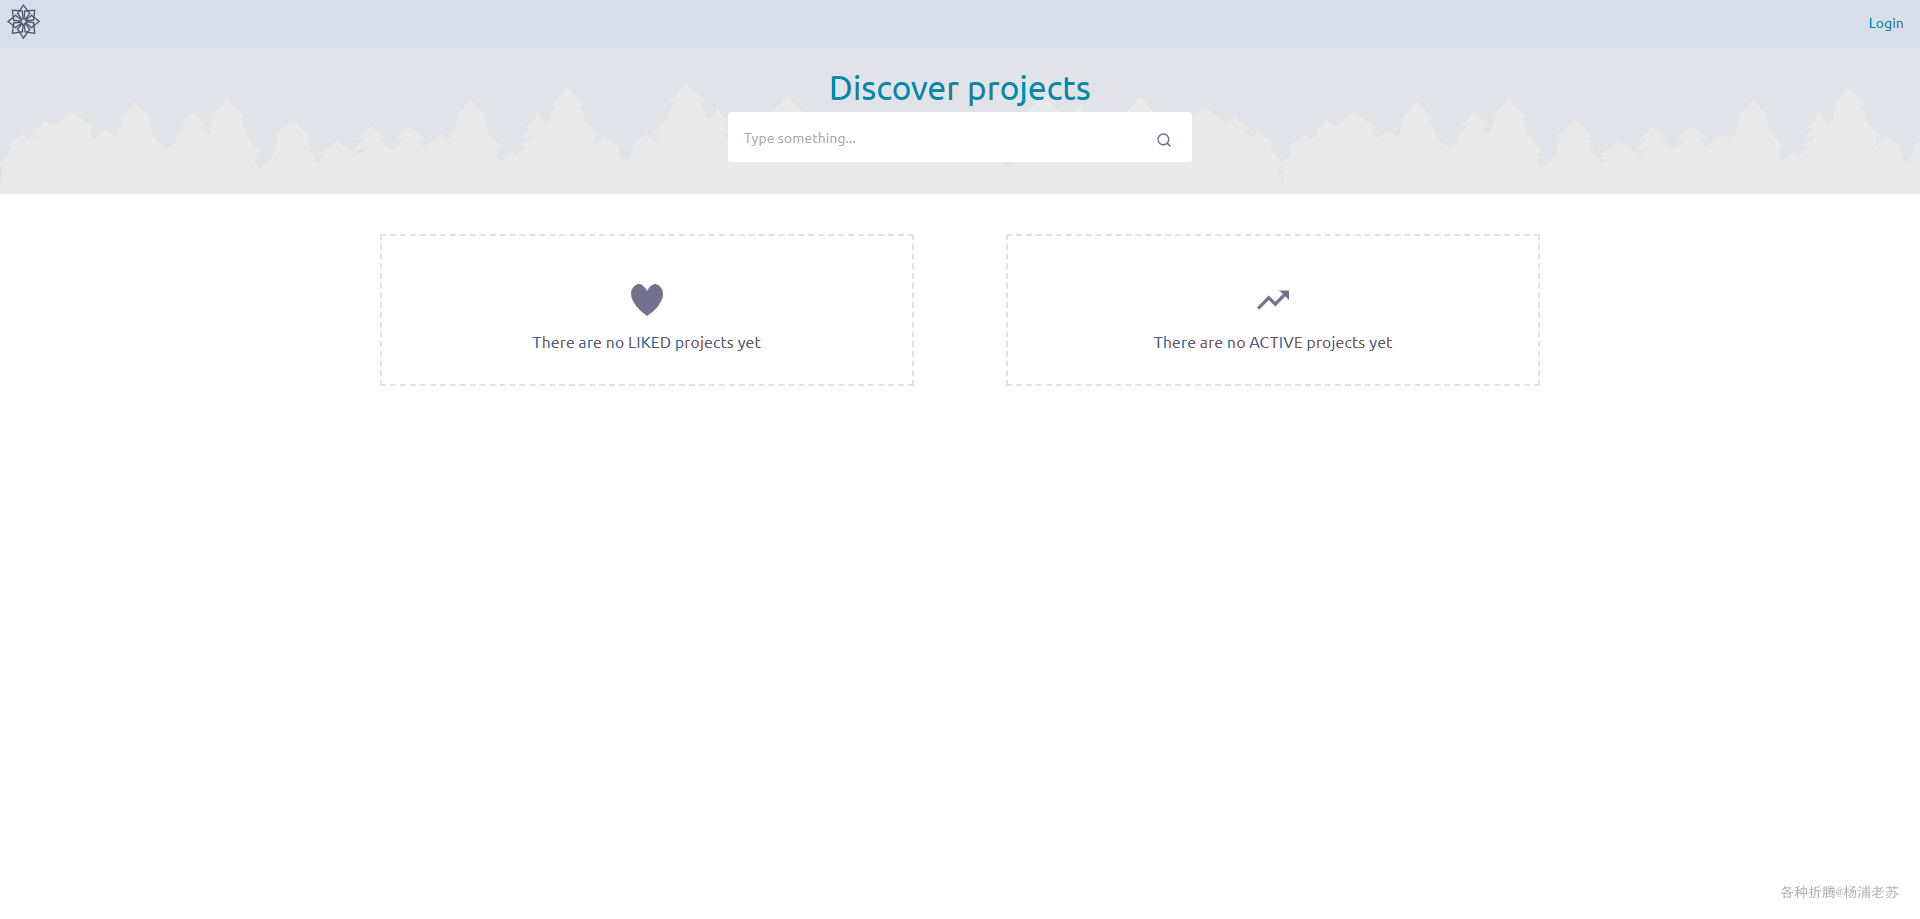 Login
Discover projects
Type something...
There are no LIKED projects yet
There are no ACTIVE projects yet
各种折腾@杨浦老苏